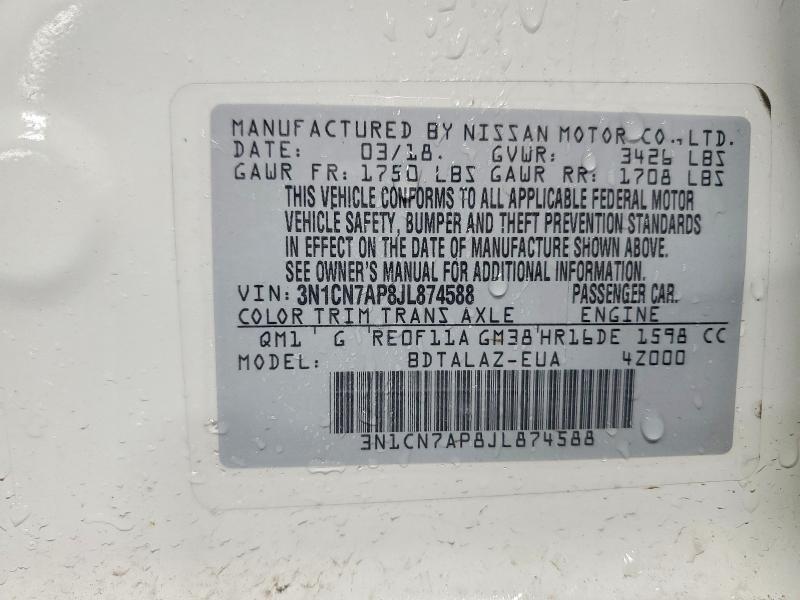 MANUFACTURED BY NISSAN MOTOR CO., LTD.
DATE: 03/18. GVWR: 3426 LBS
GAWR FR: 1750 LBS GAWR RR: 1708 LBS
THIS VEHICLE CONFORMS TO ALL APPLICABLE FEDERAL MOTOR
VEHICLE SAFETY, BUMPER AND THEFT PREVENTION STANDARDS
IN EFFECT ON THE DATE OF MANUFACTURE SHOWN ABOVE.
SEE OWNER'S MANUAL FOR ADDITIONAL INFORMATION.
VIN: 3N1CN7AP8JL874588 PASSENGER CAR.
COLOR TRIM TRANS AXLE ENGINE
QM1 G RE0F11A GM38 HR16DE 1598 CC
MODEL: BDTALAZ-EUA 4Z000
3N1CN7AP8JL874588